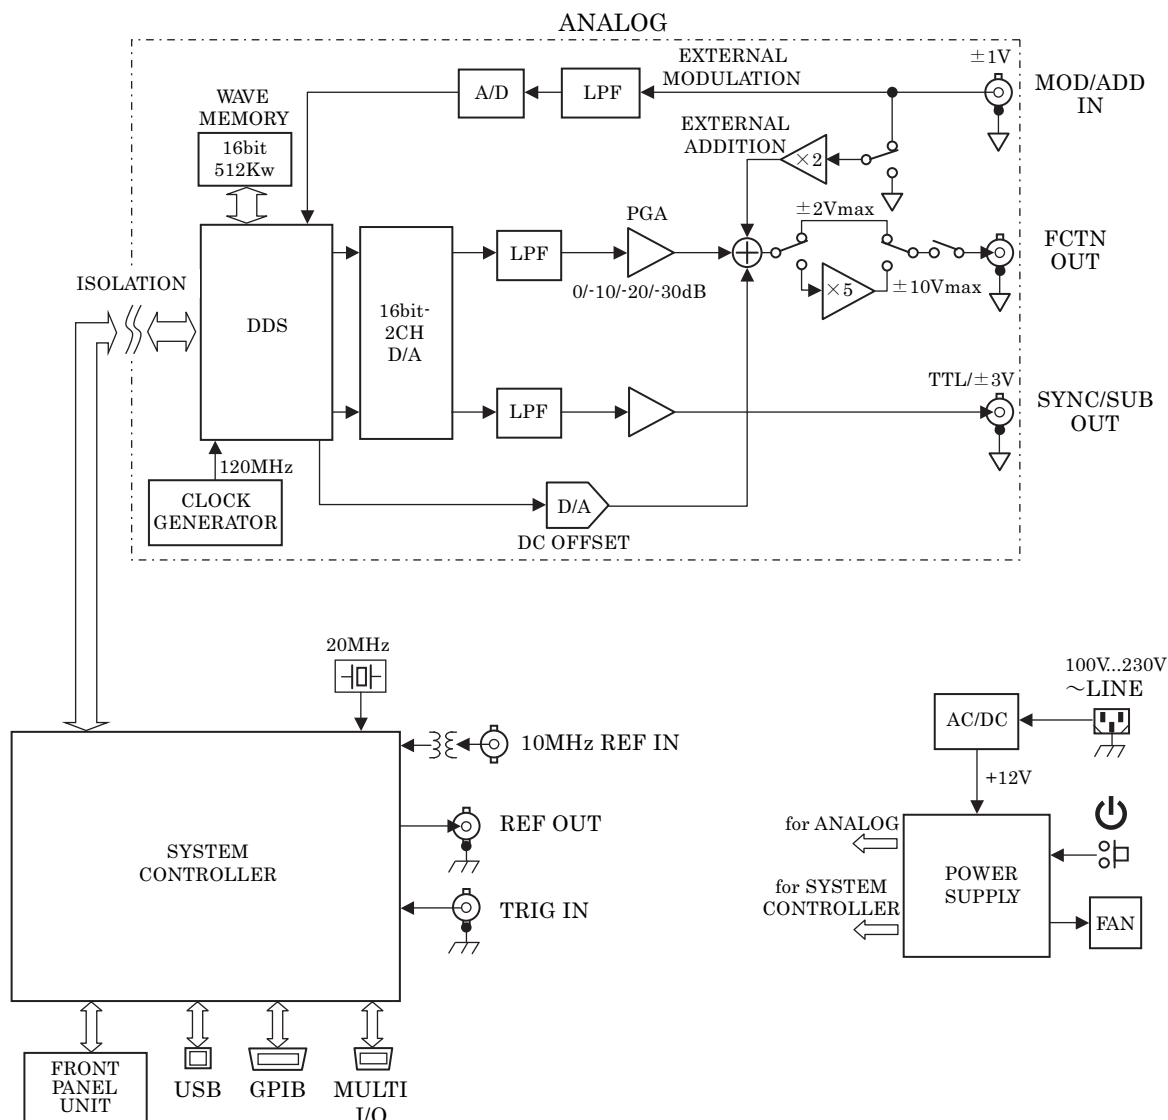 ANALOG
±1V
MOD/ADD
IN
EXTERNAL
MODULATION
A/D
LPF
WAVE
MEMORY
16bit
512Kw
EXTERNAL
ADDITION
×2
±2Vmax
PGA
FCTN
OUT
LPF
ISOLATION
DDS
16bit-
2CH
D/A
0/-10/-20/-30dB
×5
±10Vmax
TTL/±3V
SYNC/SUB
OUT
LPF
120MHz
CLOCK
GENERATOR
D/A
DC OFFSET
20MHz
100V...230V
～LINE
AC/DC
10MHz REF IN
+12V
REF OUT
for ANALOG
SYSTEM
CONTROLLER
POWER
SUPPLY
for SYSTEM
CONTROLLER
TRIG IN
FAN
FRONT
PANEL
UNIT
USB
GPIB
MULTI
I/O